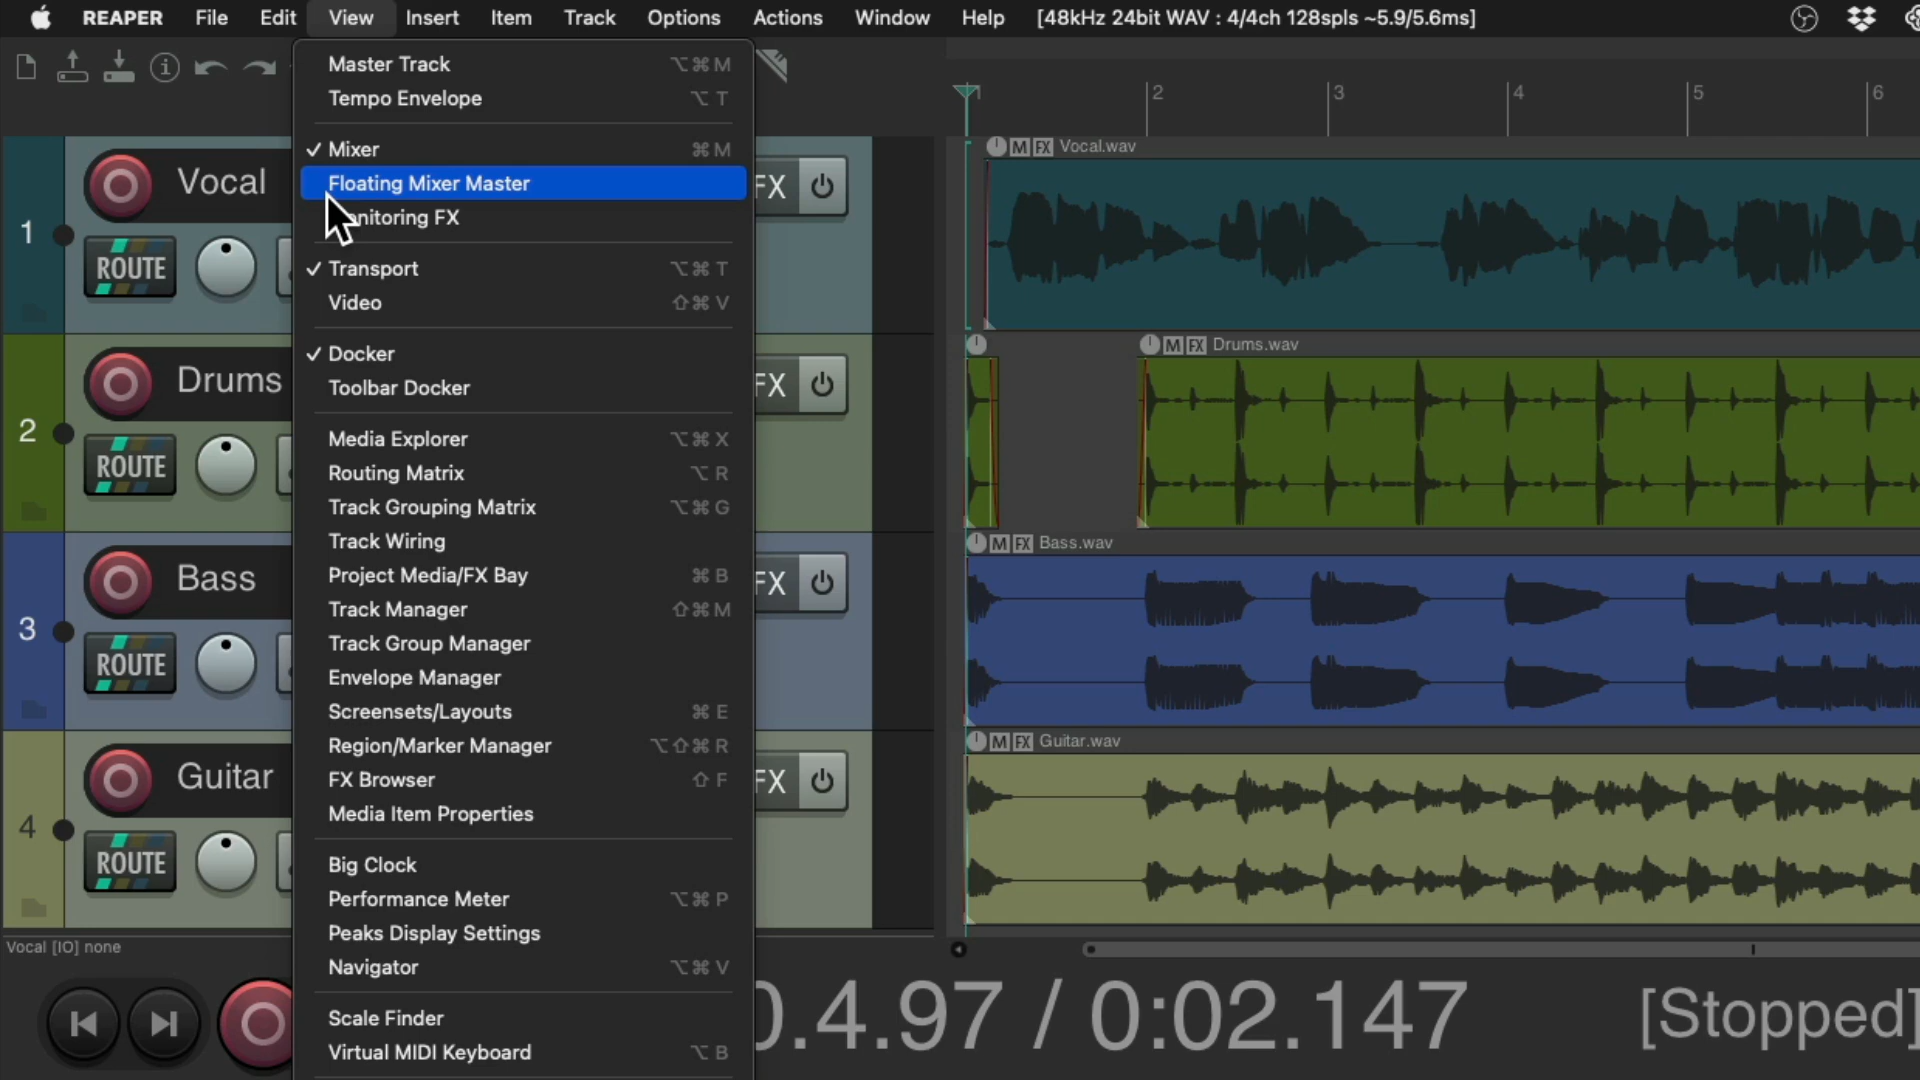 REAPER File Edit View Insert Item Track Options Actions Window Help [48kHz 24bit WAV : 4/4ch 128spls ~5.9/5.6ms]
Master Track ⌥⌘M
Tempo Envelope ⌥T
✓ Mixer ⌘M
Floating Mixer Master
onitoring FX
✓ Transport ⌥⌘T
Video ⇧⌘V
✓ Docker
Toolbar Docker
Media Explorer ⌥⌘X
Routing Matrix ⌥R
Track Grouping Matrix ⌥⌘G
Track Wiring
Project Media/FX Bay ⌘B
Track Manager ⇧⌘M
Track Group Manager
Envelope Manager
Screensets/Layouts ⌘E
Region/Marker Manager ⌥⇧⌘R
FX Browser ⇧F
Media Item Properties
Big Clock
Performance Meter ⌥⌘P
Peaks Display Settings
Navigator ⌥⌘V
Scale Finder
Virtual MIDI Keyboard ⌥B
1 Vocal FX
ROUTE
2 Drums FX
ROUTE
3 Bass FX
ROUTE
4 Guitar FX
ROUTE
Vocal [IO] none
1 2 3 4 5 6
M FX Vocal.wav
M FX Drums.wav
M FX Bass.wav
M FX Guitar.wav
0.4.97 / 0:02.147 [Stopped]